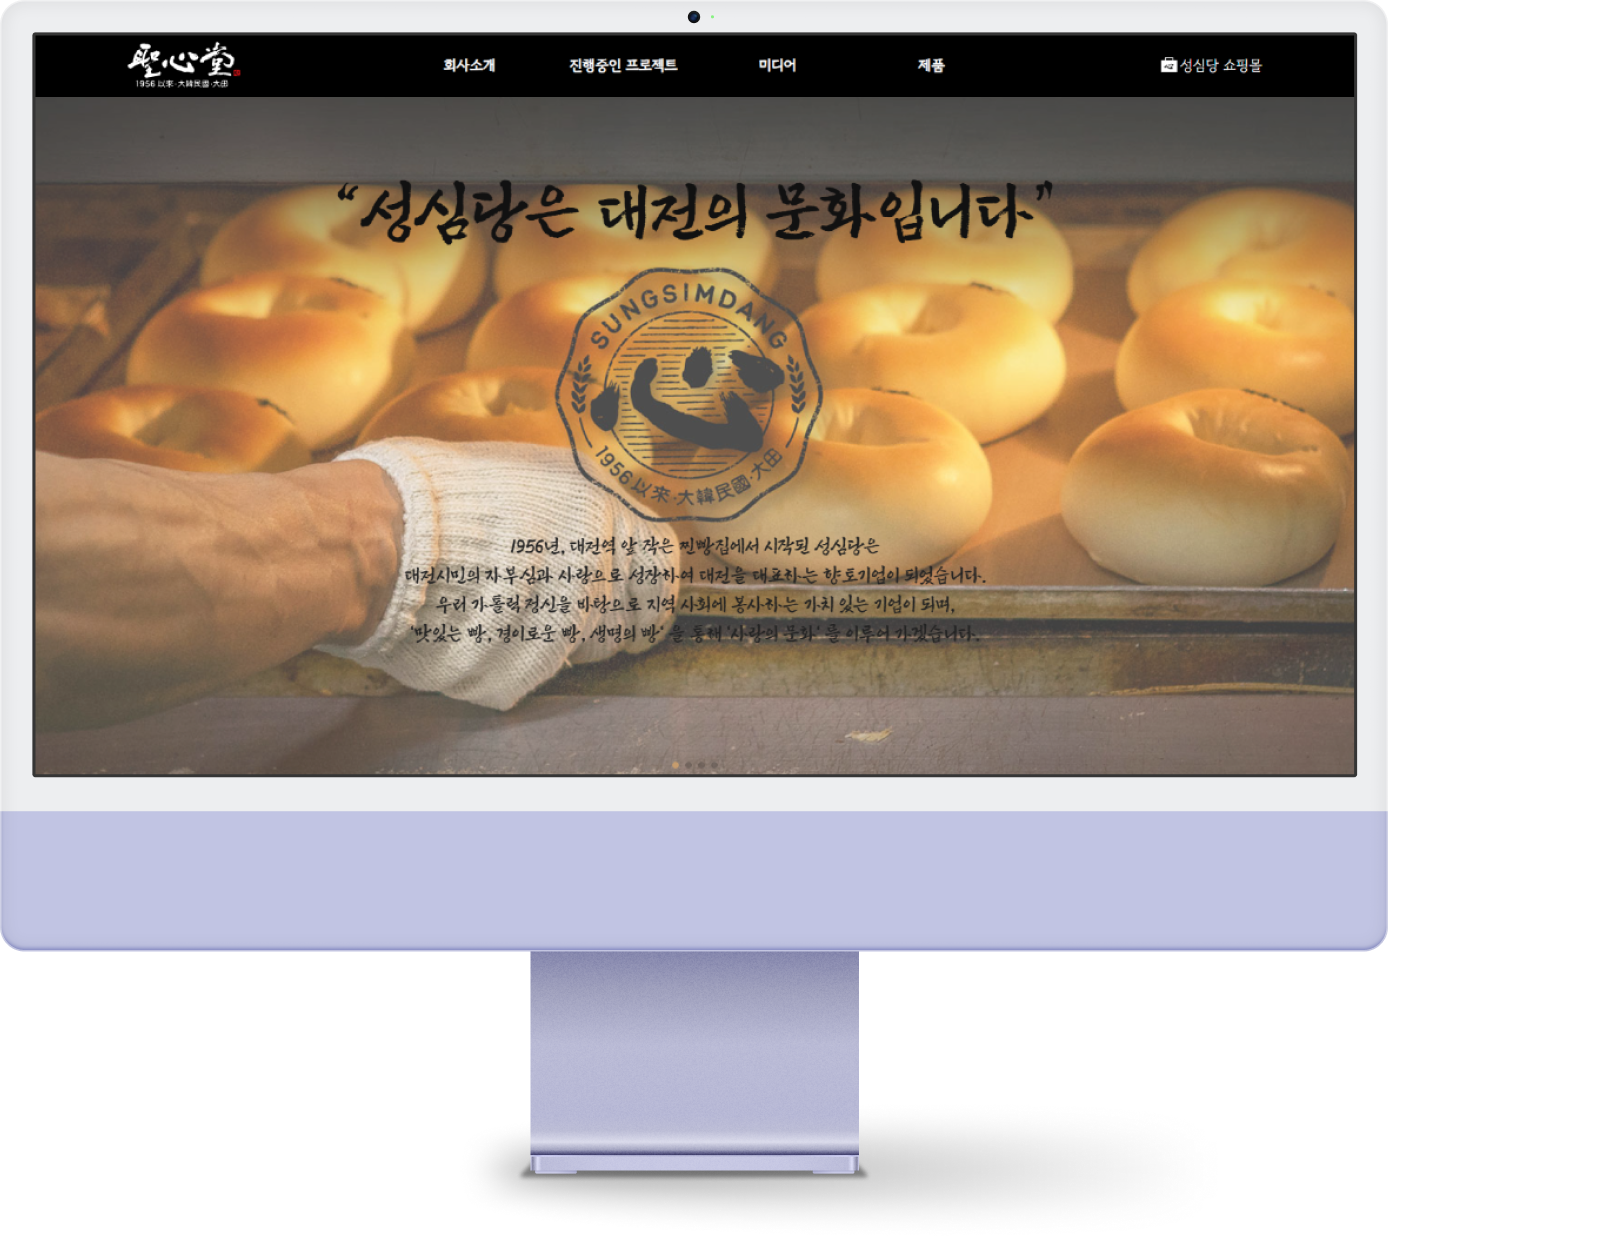 聖心堂
1956 以來·大韓民國·大田
회사소개
진행중인 프로젝트
미디어
제품
성심당 쇼핑몰
“성심당은 대전의 문화입니다”
SUNGSIMDANG
心
1956 以來·大韓民國·大田
1956년, 대전역 앞 작은 찐빵집에서 시작된 성심당은
대전시민의 자부심과 사랑으로 성장하여 대전을 대표하는 향토기업이 되었습니다.
우리 가톨릭 정신을 바탕으로 지역 사회에 봉사하는 가치 있는 기업이 되며,
'맛있는 빵, 경이로운 빵, 생명의 빵' 을 통해 '사랑의 문화' 를 이루어 가겠습니다.